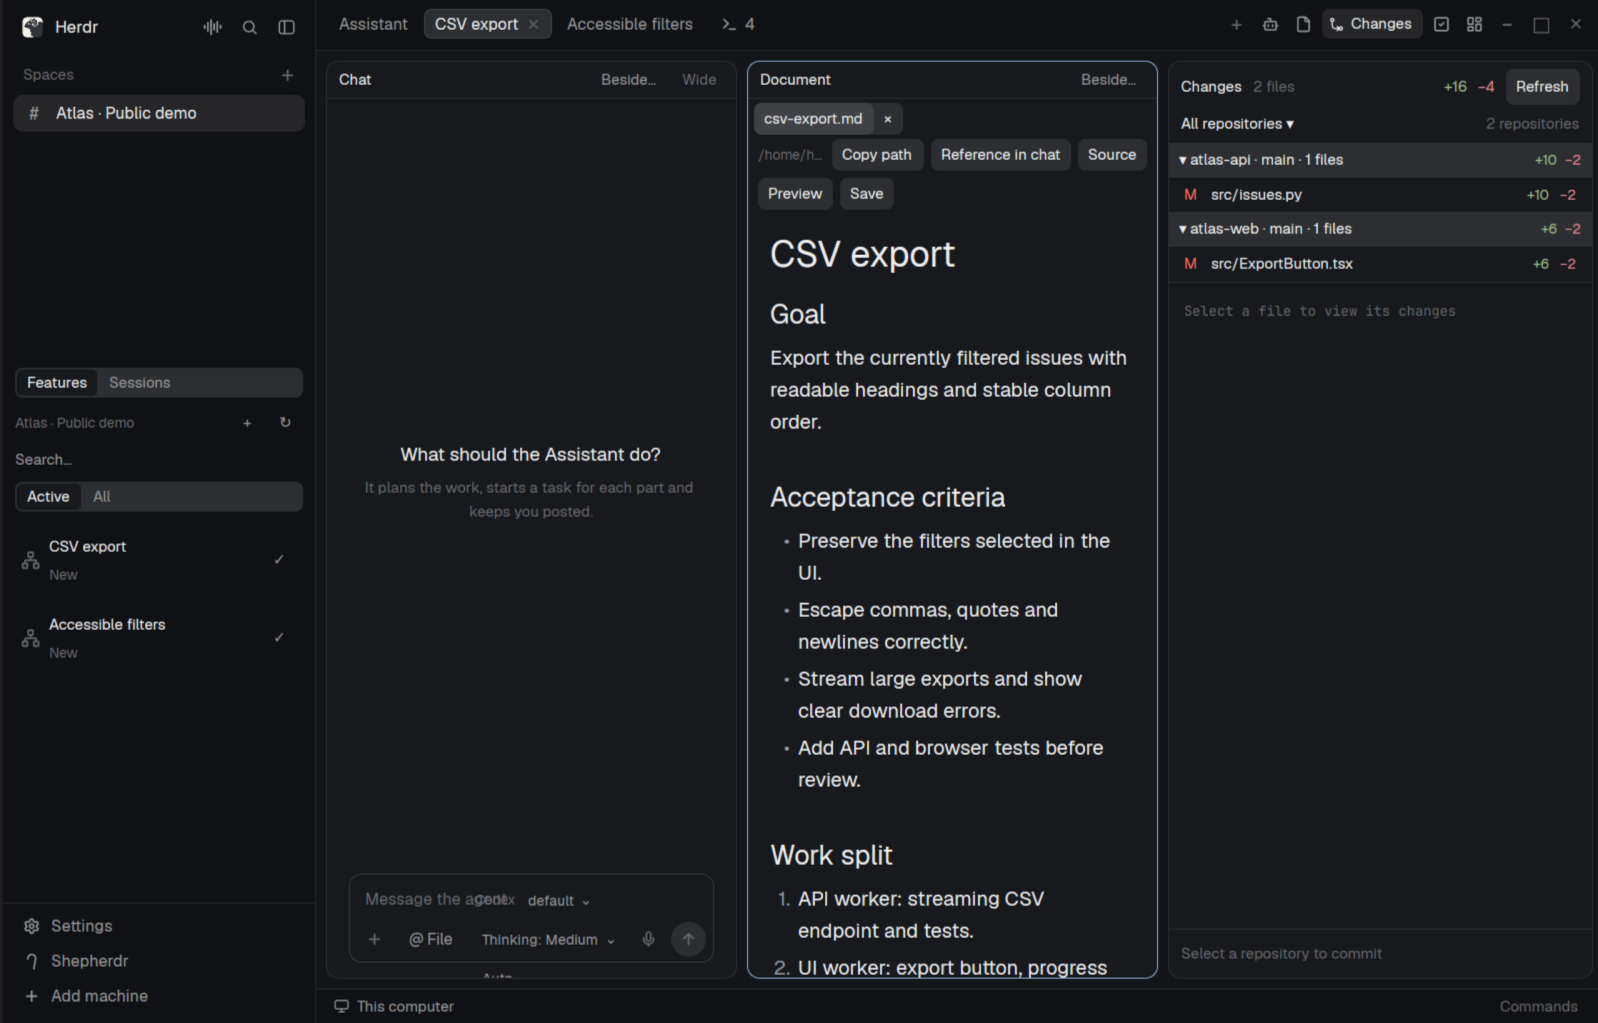 Herdr
Spaces
+
# Atlas · Public demo
Features Sessions
Atlas · Public demo + ↻
Search...
Active All
CSV export ✓
New
Accessible filters ✓
New
Settings
Shepherdr
+ Add machine
Assistant CSV export × Accessible filters >_ 4
+ Changes
Chat Beside... Wide
What should the Assistant do?
It plans the work, starts a task for each part and
keeps you posted.
Message the agent default
+ @ File Thinking: Medium
Document Beside...
csv-export.md ×
/home/h... Copy path Reference in chat Source
Preview Save
CSV export
Goal
Export the currently filtered issues with
readable headings and stable column
order.
Acceptance criteria
• Preserve the filters selected in the
UI.
• Escape commas, quotes and
newlines correctly.
• Stream large exports and show
clear download errors.
• Add API and browser tests before
review.
Work split
1. API worker: streaming CSV
endpoint and tests.
2. UI worker: export button, progress
Changes 2 files +16 −4 Refresh
All repositories ▾ 2 repositories
▾ atlas-api · main · 1 files +10 −2
M src/issues.py +10 −2
▾ atlas-web · main · 1 files +6 −2
M src/ExportButton.tsx +6 −2
Select a file to view its changes
Select a repository to commit
This computer
Commands